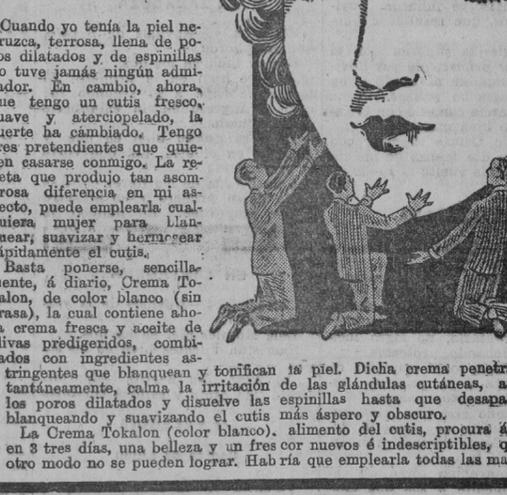 Cuando yo tenía la piel ne-
ruzca, terrosa, llena de po-
os dilatados y de espinillas
o tuve jamás ningún admi-
ador. En cambio, ahora,
ue tengo un cutis fresco,
uave y aterciopelado, la
uerte ha cambiado. Tengo
res pretendientes que quie-
en casarse conmigo. La re-
eta que produjo tan asom-
rosa diferencia en mi as-
ecto, puede emplearla cual-
uiera mujer para blan-
uear, suavizar y hermosear
ápidamente el cutis.
Basta ponerse, sencilla-
ente, á diario, Crema To-
alon, de color blanco (sin
rasa), la cual contiene aho-
a crema fresca y aceite de
livas predigeridos, combi-
ados con ingredientes as-
tringentes que blanquean y tonifican la piel. Dicha crema penetr
tantáneamente, calma la irritación de las glándulas cutáneas, a
los poros dilatados y disuelve las espinillas hasta que desapa
blanqueando y suavizando el cutis más áspero y obscuro.
La Crema Tokalon (color blanco). alimento del cutis, procura á
en 3 tres días, una belleza y un fres cor nuevos é indescriptibles, q
otro modo no se pueden lograr. Hab ría que emplearla todas las ma